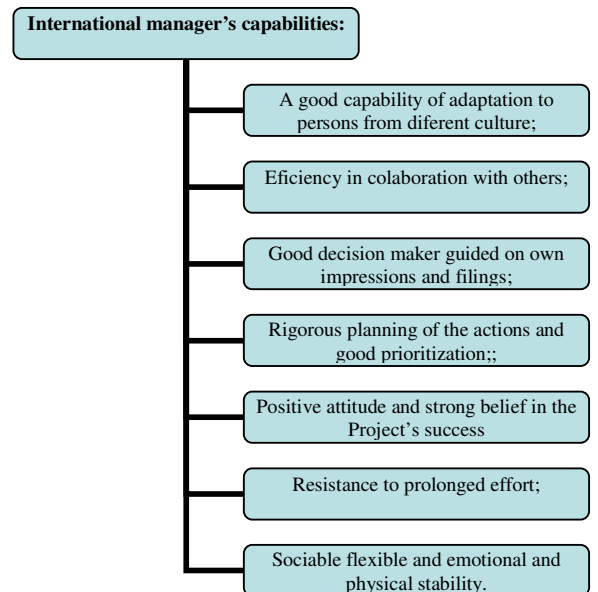 International manager's capabilities:
A good capability of adaptation to
persons from diferent culture;
Eficiency in colaboration with others;
Good decision maker guided on own
impressions and filings;
Rigorous planning of the actions and
good prioritization;;
Positive attitude and strong belief in the
Project's success
Resistance to prolonged effort;
Sociable flexible and emotional and
physical stability.